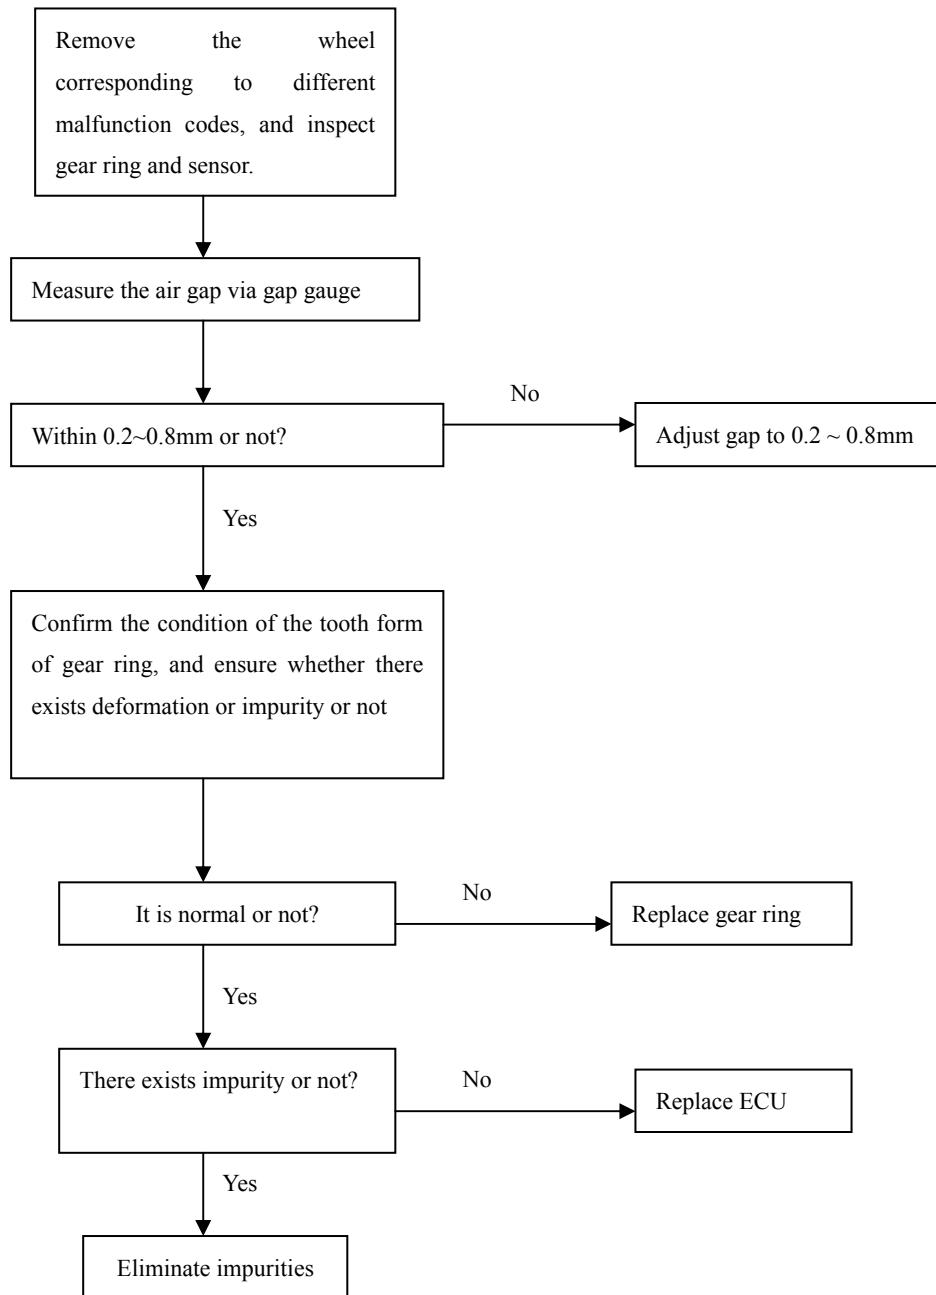 Remove the wheel
corresponding to different
malfunction codes, and inspect
gear ring and sensor.
Measure the air gap via gap gauge
No
Within 0.2~0.8mm or not?
Adjust gap to 0.2 ~ 0.8mm
Yes
Confirm the condition of the tooth form
of gear ring, and ensure whether there
exists deformation or impurity or not
It is normal or not?
No
Replace gear ring
Yes
There exists impurity or not?
No
Replace ECU
Yes
Eliminate impurities